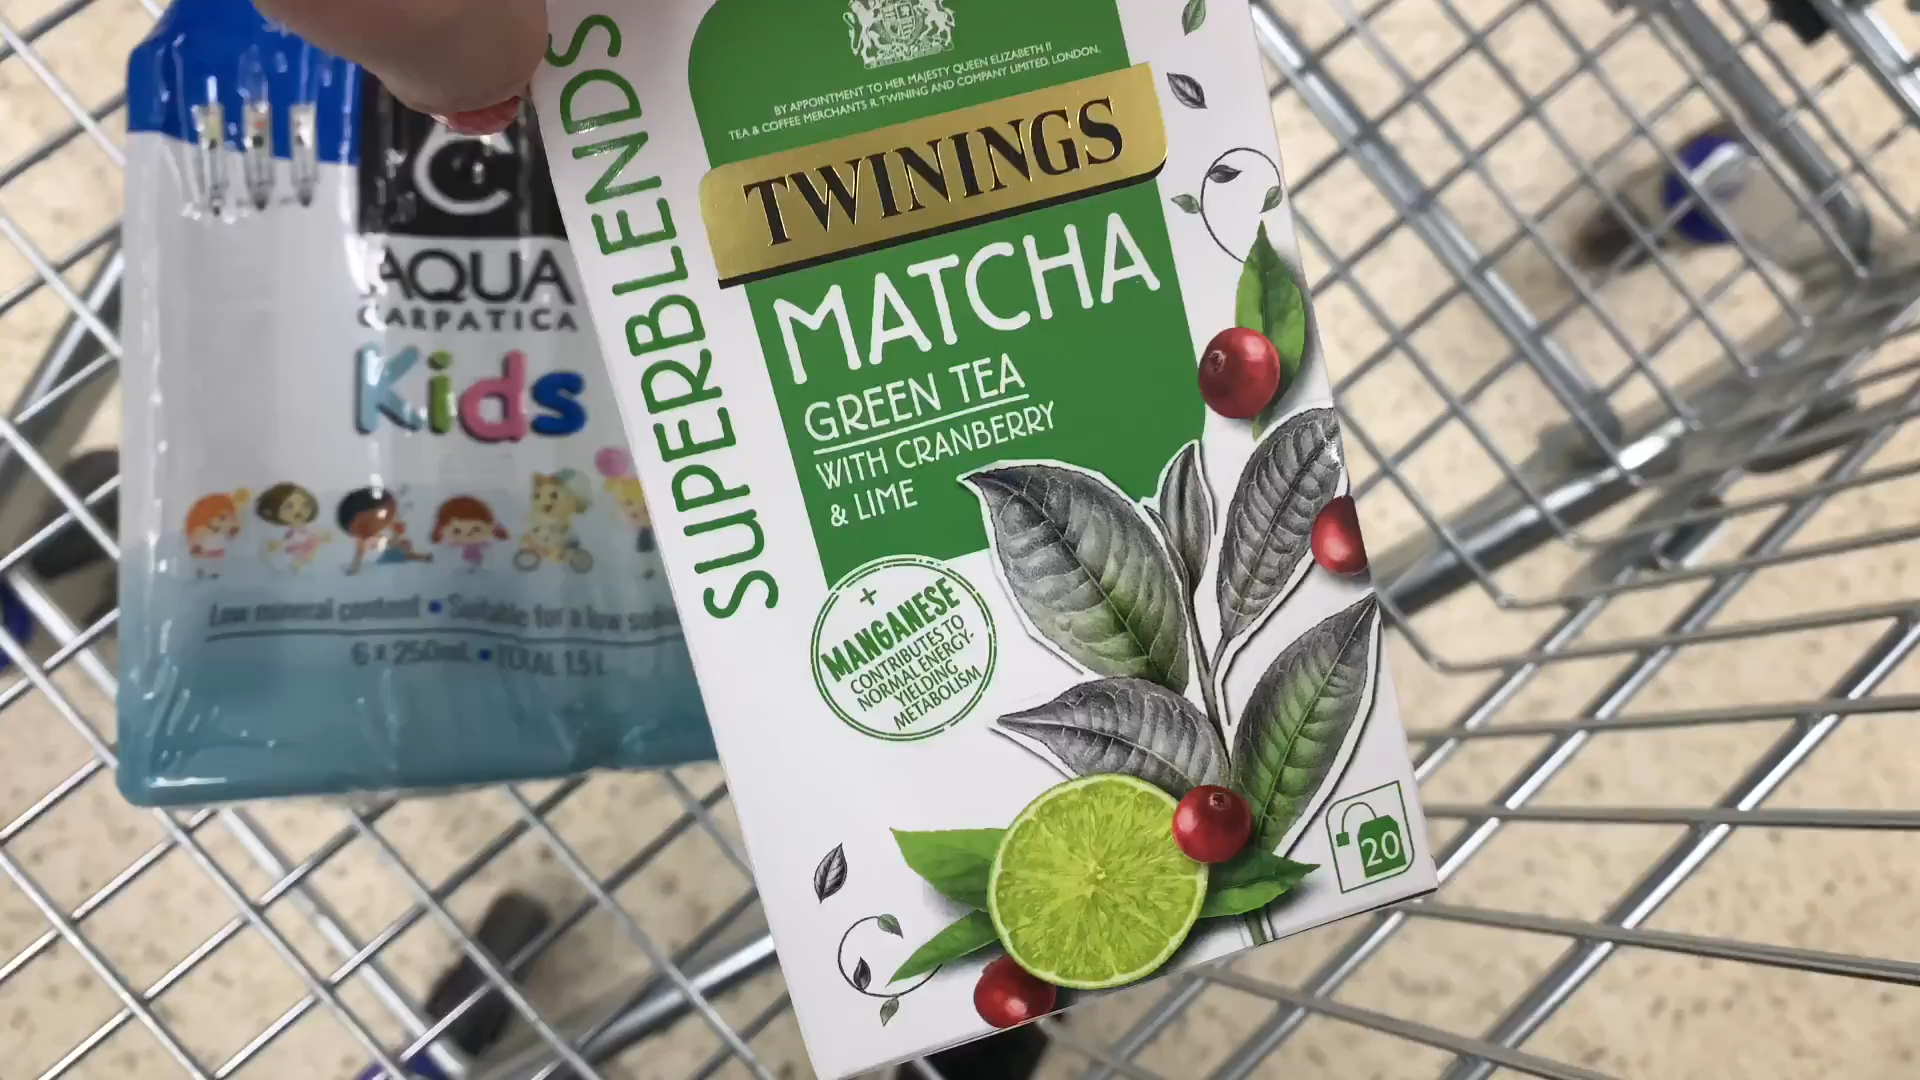 SUPERBLENDS
BY APPOINTMENT TO HER MAJESTY QUEEN ELIZABETH II
TEA & COFFEE MERCHANTS R. TWINING AND COMPANY LIMITED. LONDON.
TWININGS
MATCHA
GREEN TEA
WITH CRANBERRY
& LIME
+
MANGANESE
CONTRIBUTES TO
NORMAL ENERGY-
YIELDING
METABOLISM
20
C
AQUA
CARPATICA
Kids
Low mineral content • Suitable for a low
6 x 250mL • TOTAL 1.5 L